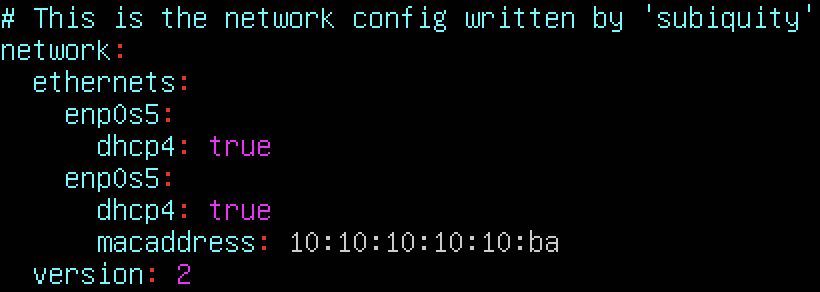 # This is the network config written by 'subiquity'
network:
  ethernets:
    enp0s5:
      dhcp4: true
    enp0s5:
      dhcp4: true
      macaddress: 10:10:10:10:10:ba
  version: 2